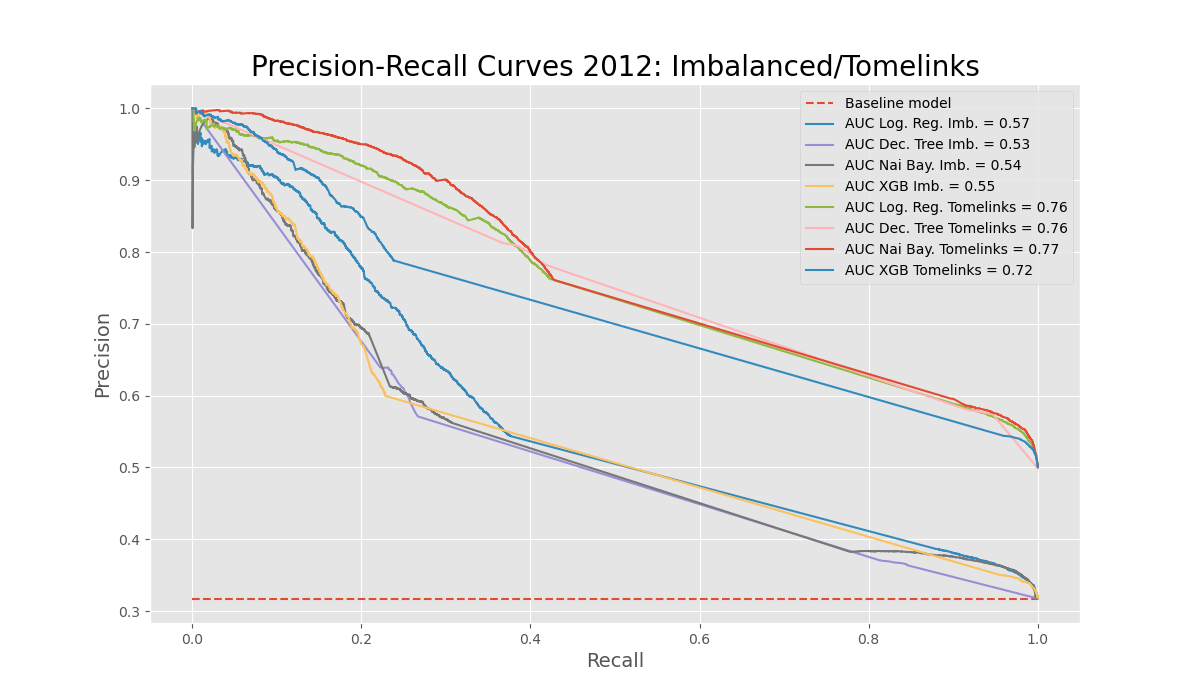 Precision-Recall Curves 2012: Imbalanced/Tomelinks
Baseline model
AUC Log. Reg. Imb. = 0.57
AUC Dec. Tree Imb. = 0.53
AUC Nai Bay. Imb. = 0.54
AUC XGB Imb. = 0.55
AUC Log. Reg. Tomelinks = 0.76
AUC Dec. Tree Tomelinks = 0.76
AUC Nai Bay. Tomelinks = 0.77
AUC XGB Tomelinks = 0.72
Precision
1.0
0.9
0.8
0.7
0.6
0.5
0.4
0.3
0.0 0.2 0.4 0.6 0.8 1.0
Recall